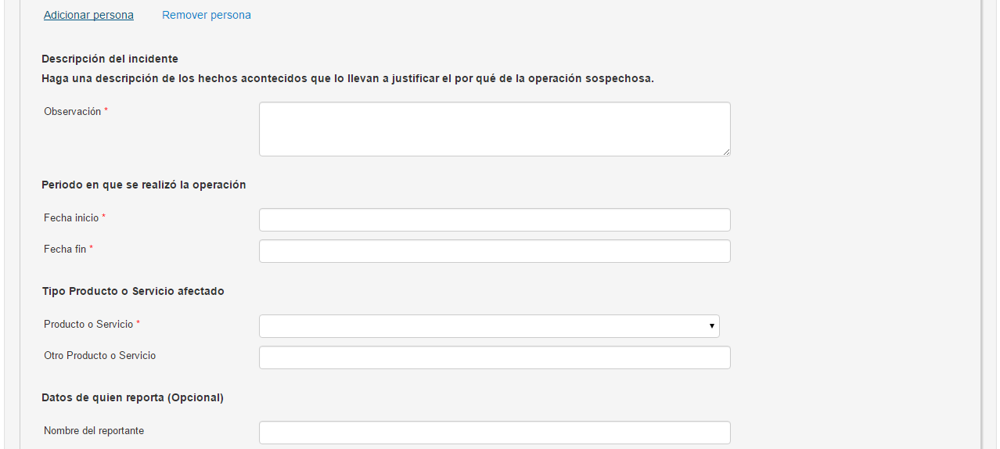 Adicionar persona Remover persona
Descripción del incidente
Haga una descripción de los hechos acontecidos que lo llevan a justificar el por qué de la operación sospechosa.
Observación *
Periodo en que se realizó la operación
Fecha inicio *
Fecha fin *
Tipo Producto o Servicio afectado
Producto o Servicio *
Otro Producto o Servicio
Datos de quien reporta (Opcional)
Nombre del reportante